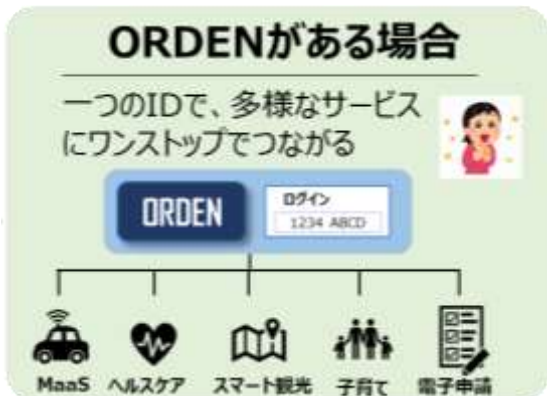 ORDENがある場合
一つのIDで、多様なサービス
にワンストップでつながる
ORDEN
ログイン
1234 ABCD
MaaS ヘルスケア スマート観光 子育て 電子申請